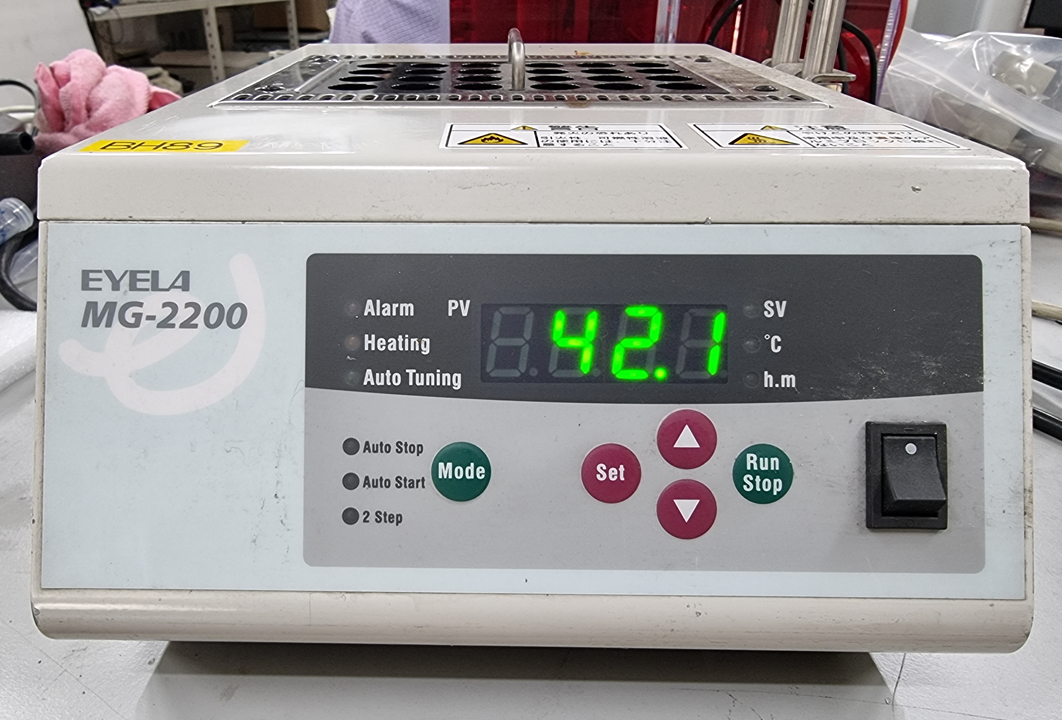 BH89
EYELA
MG-2200
Alarm PV 42.1 SV
Heating °C
Auto Tuning h.m
Auto Stop
Auto Start
2 Step
Mode
Set
Run
Stop